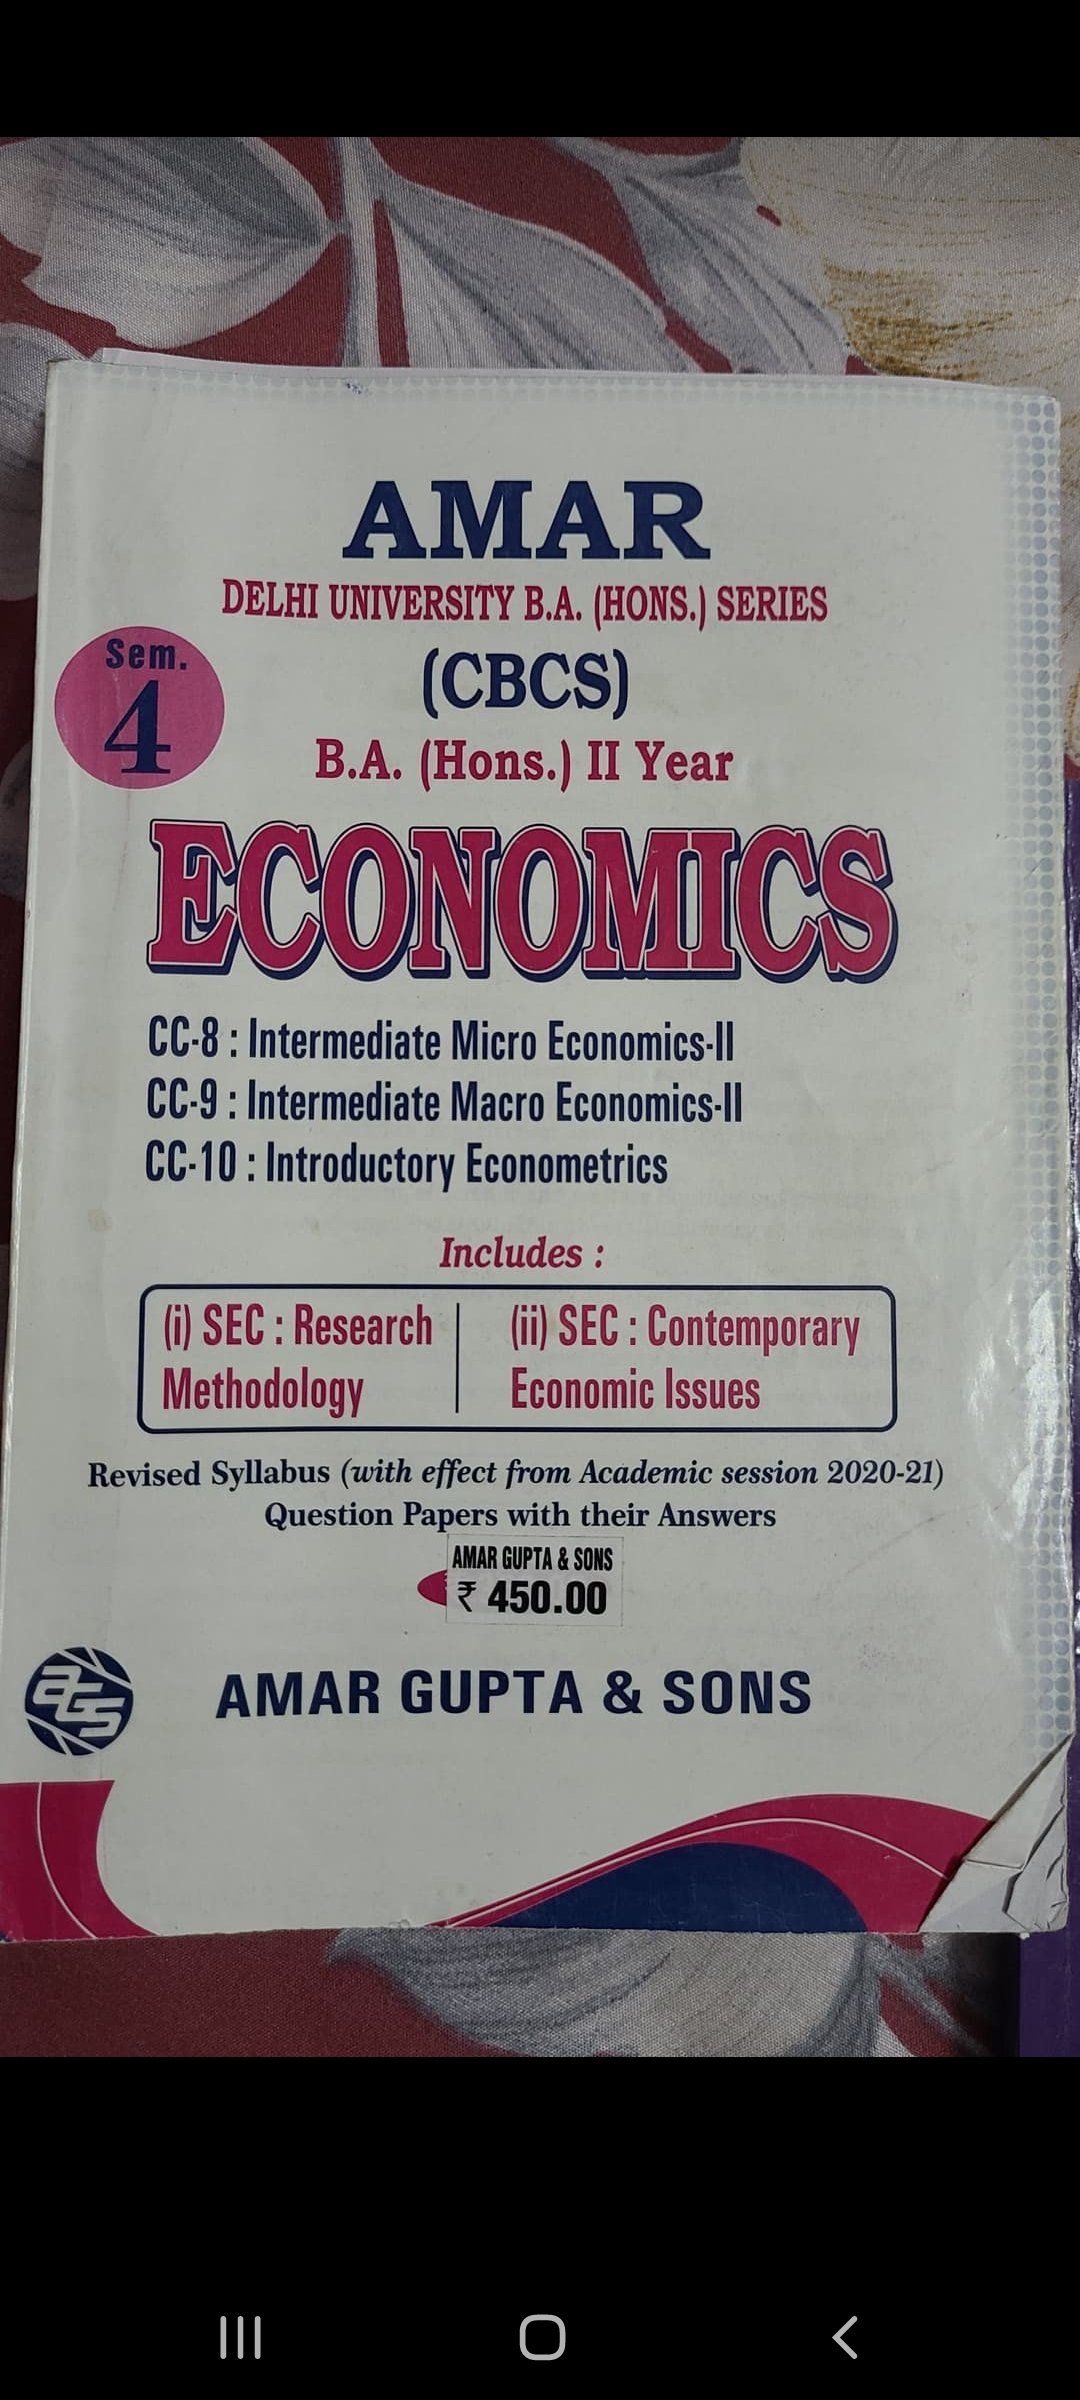 AMAR
DELHI UNIVERSITY B.A. (HONS.) SERIES
Sem.
4
(CBCS)
B.A. (Hons.) II Year
ECONOMICS
CC-8 : Intermediate Micro Economics-II
CC-9 : Intermediate Macro Economics-II
CC-10 : Introductory Econometrics
Includes :
(i) SEC : Research
Methodology
(ii) SEC : Contemporary
Economic Issues
Revised Syllabus (with effect from Academic session 2020-21)
Question Papers with their Answers
AMAR GUPTA & SONS
₹ 450.00
ags
AMAR GUPTA & SONS